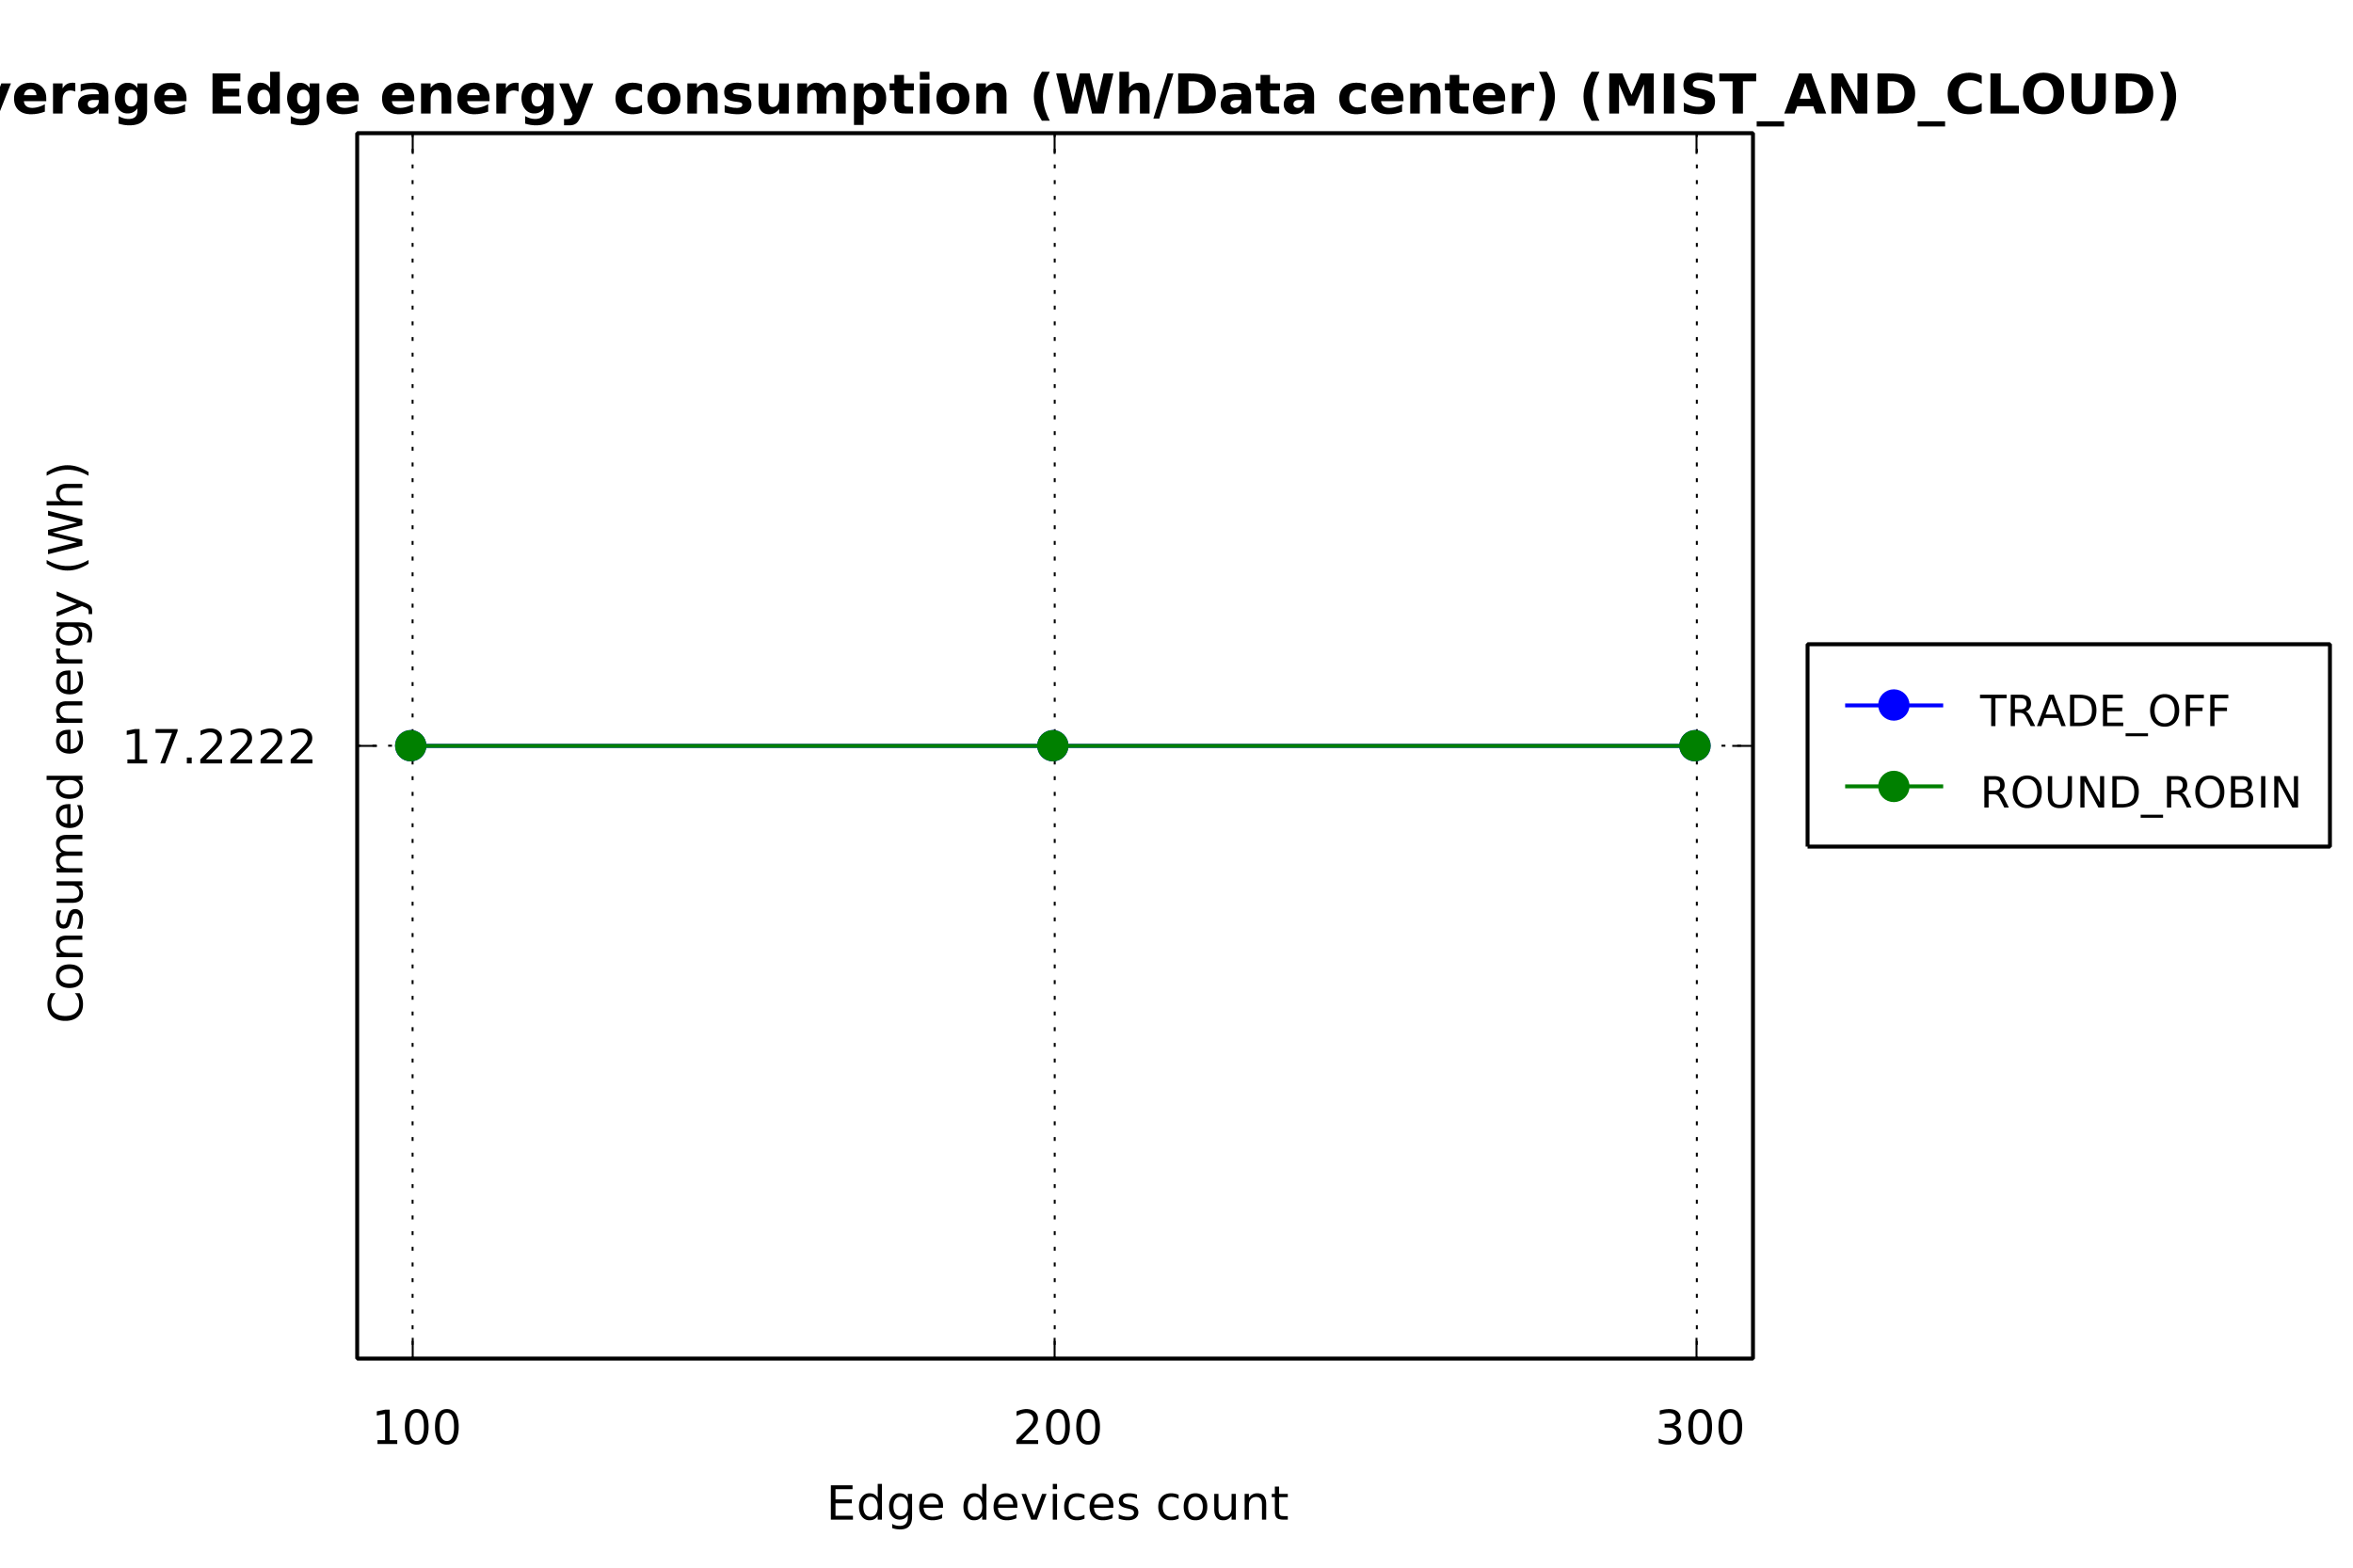 verage Edge energy consumption (Wh/Data center) (MIST_AND_CLOUD)
Consumed energy (Wh)
17.2222
TRADE_OFF
ROUND_ROBIN
100 200 300
Edge devices count